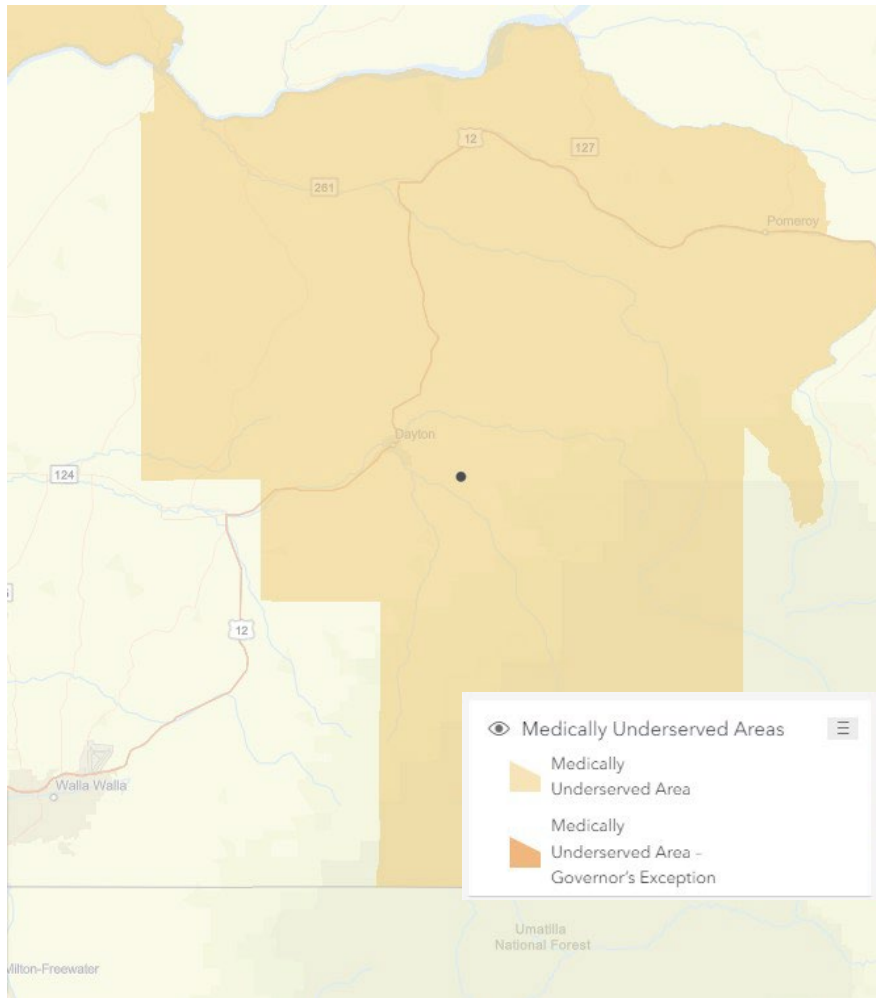 12
127
261
Pomeroy
Dayton
124
12
Walla Walla
Medically Underserved Areas
Medically
Underserved Area
Medically
Underserved Area –
Governor's Exception
Umatilla
National Forest
Milton-Freewater